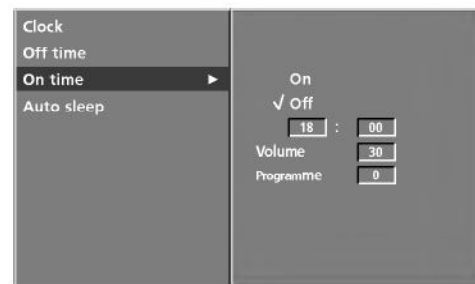 Clock
Off time
On time ►
Auto sleep
On
√ Off
18 : 00
Volume 30
Programme 0